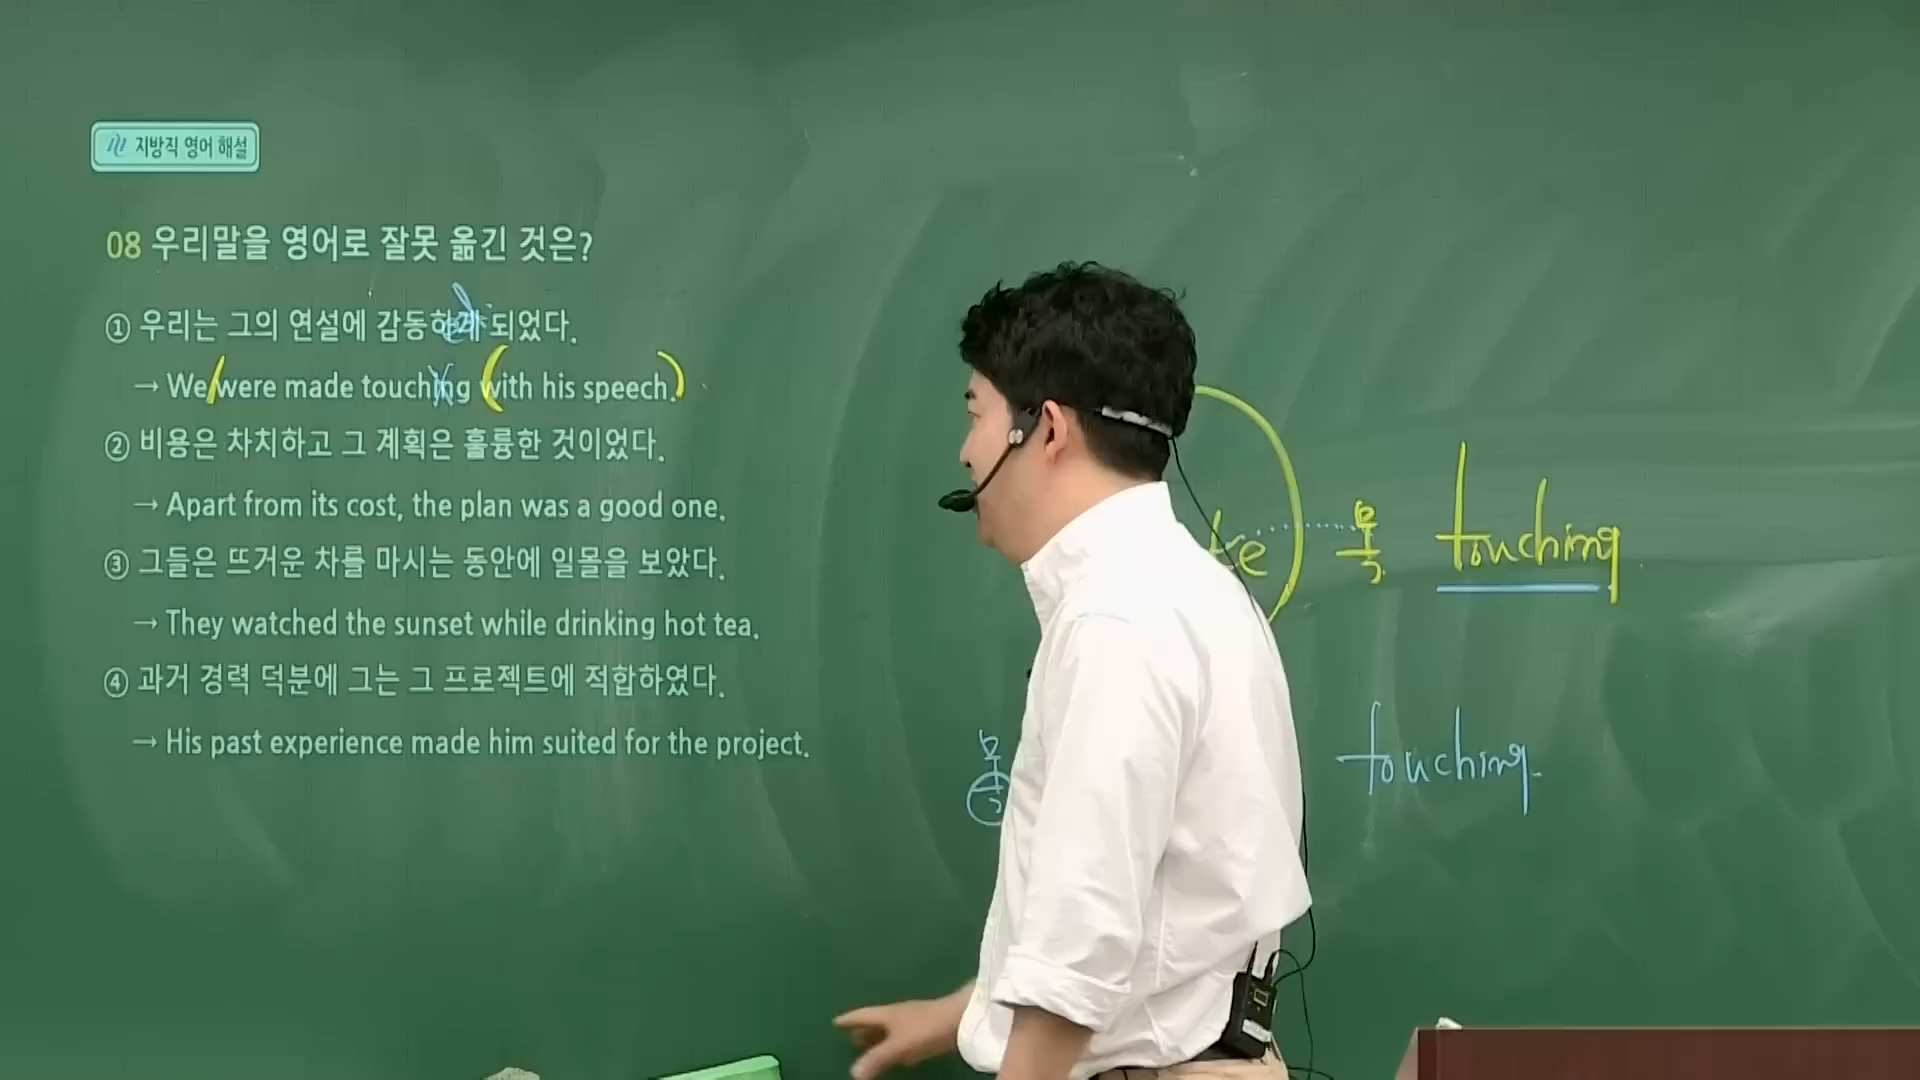 지방직 영어 해설
08 우리말을 영어로 잘못 옮긴 것은?
① 우리는 그의 연설에 감동하게 되었다.
→ We were made touching with his speech.
② 비용은 차치하고 그 계획은 훌륭한 것이었다.
→ Apart from its cost, the plan was a good one.
③ 그들은 뜨거운 차를 마시는 동안에 일몰을 보았다.
→ They watched the sunset while drinking hot tea.
④ 과거 경력 덕분에 그는 그 프로젝트에 적합하였다.
→ His past experience made him suited for the project.
목 touching
목 touching.